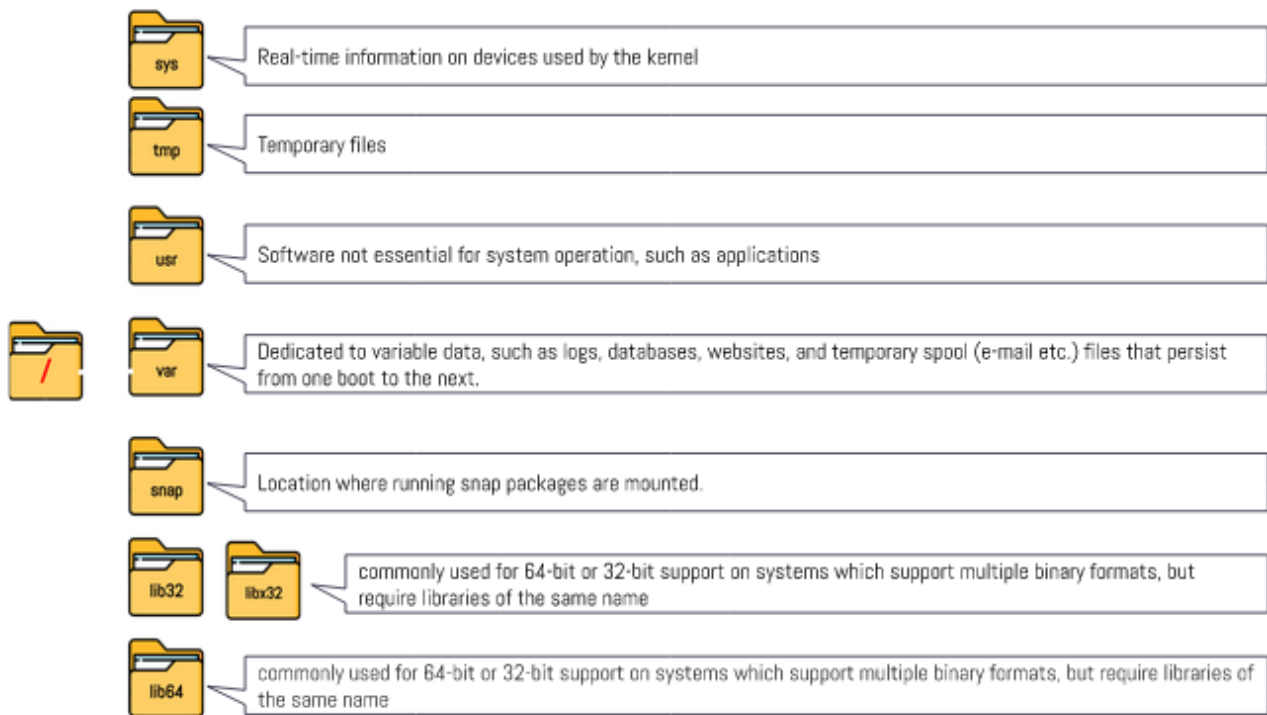 sys
Real-time information on devices used by the kernel
tmp
Temporary files
usr
Software not essential for system operation, such as applications
/
var
Dedicated to variable data, such as logs, databases, websites, and temporary spool (e-mail etc.) files that persist
from one boot to the next.
snap
Location where running snap packages are mounted.
lib32
libx32
commonly used for 64-bit or 32-bit support on systems which support multiple binary formats, but
require libraries of the same name
lib64
commonly used for 64-bit or 32-bit support on systems which support multiple binary formats, but require libraries of
the same name